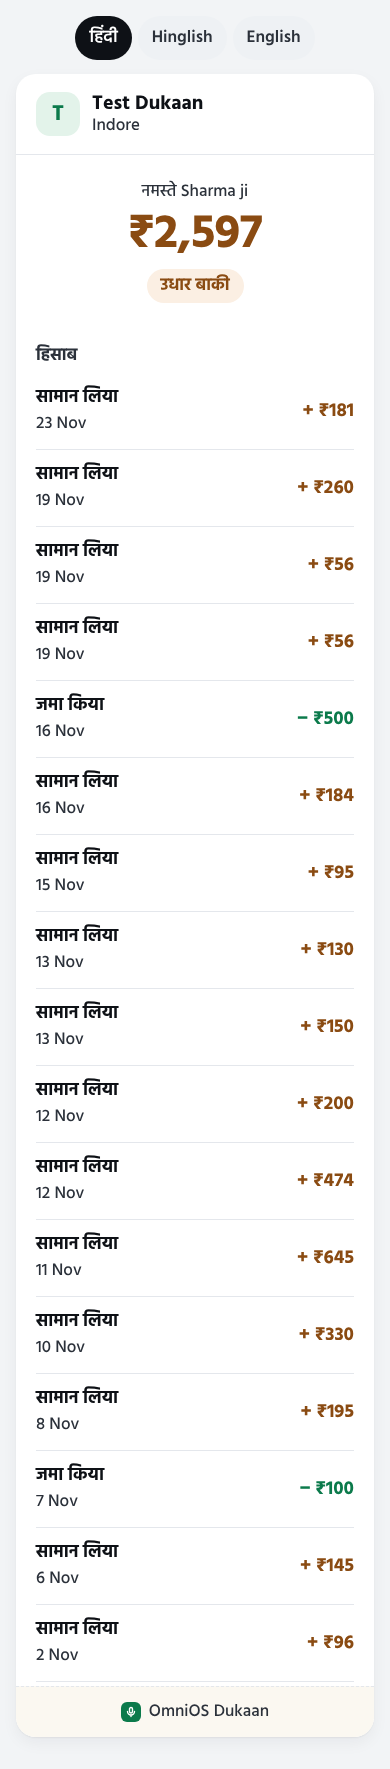 हिंदी Hinglish English
T
Test Dukaan
Indore
नमस्ते Sharma ji
₹2,597
उधार बाकी
हिसाब
सामान लिया
23 Nov
+ ₹181
सामान लिया
19 Nov
+ ₹260
सामान लिया
19 Nov
+ ₹56
सामान लिया
19 Nov
+ ₹56
जमा किया
16 Nov
− ₹500
सामान लिया
16 Nov
+ ₹184
सामान लिया
15 Nov
+ ₹95
सामान लिया
13 Nov
+ ₹130
सामान लिया
13 Nov
+ ₹150
सामान लिया
12 Nov
+ ₹200
सामान लिया
12 Nov
+ ₹474
सामान लिया
11 Nov
+ ₹645
सामान लिया
10 Nov
+ ₹330
सामान लिया
8 Nov
+ ₹195
जमा किया
7 Nov
− ₹100
सामान लिया
6 Nov
+ ₹145
सामान लिया
2 Nov
+ ₹96
OmniOS Dukaan